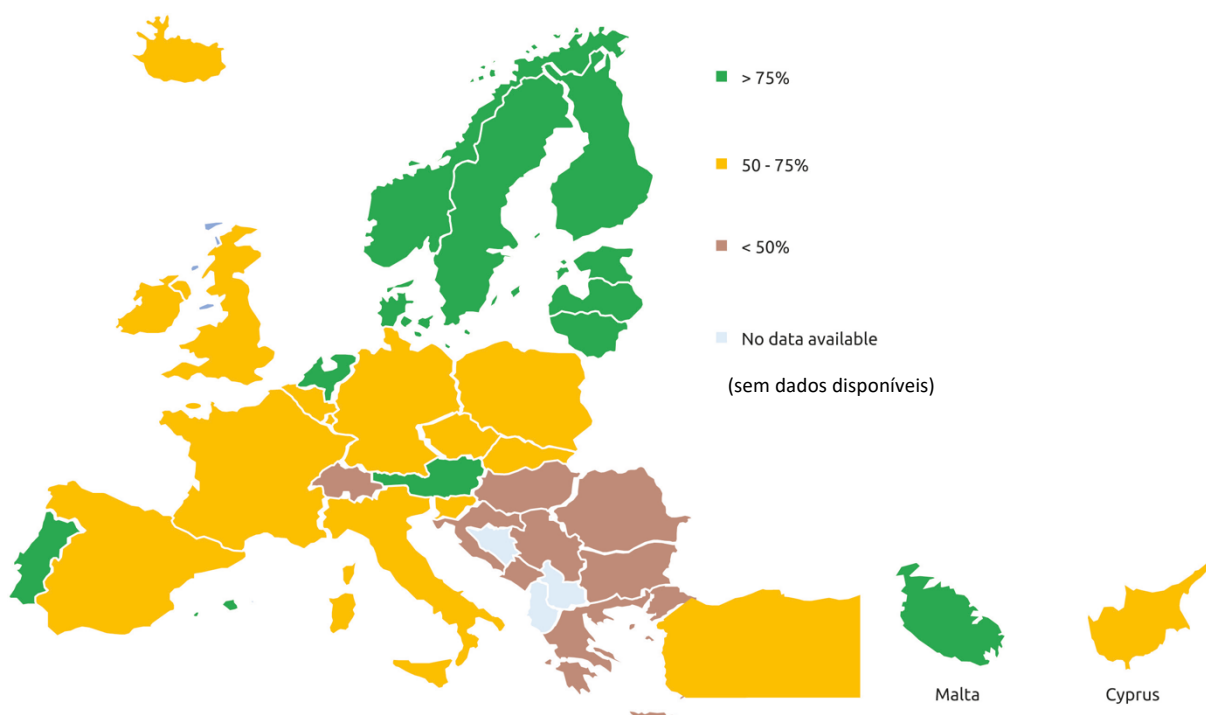 > 75%
50 - 75%
< 50%
No data available
(sem dados disponíveis)
Malta
Cyprus